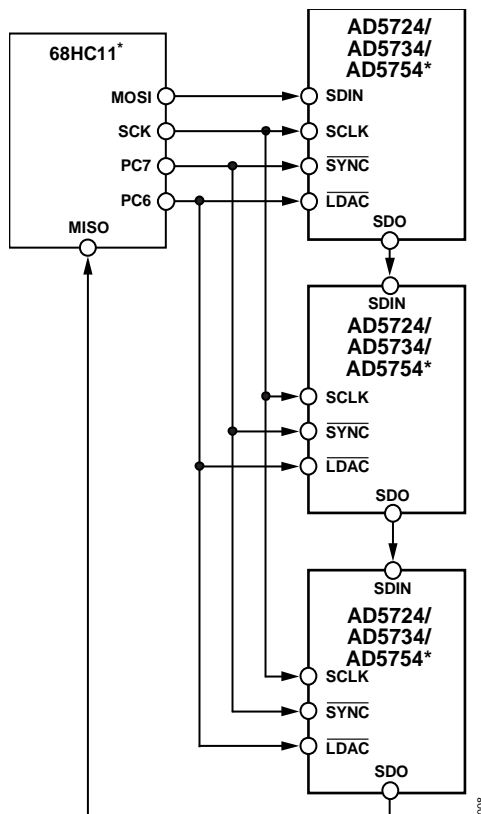 68HC11*
MOSI
SCK
PC7
PC6
MISO
AD5724/
AD5734/
AD5754*
SDIN
SCLK
SYNC
LDAC
SDO
SDIN
AD5724/
AD5734/
AD5754*
SCLK
SYNC
LDAC
SDO
SDIN
AD5724/
AD5734/
AD5754*
SCLK
SYNC
LDAC
SDO